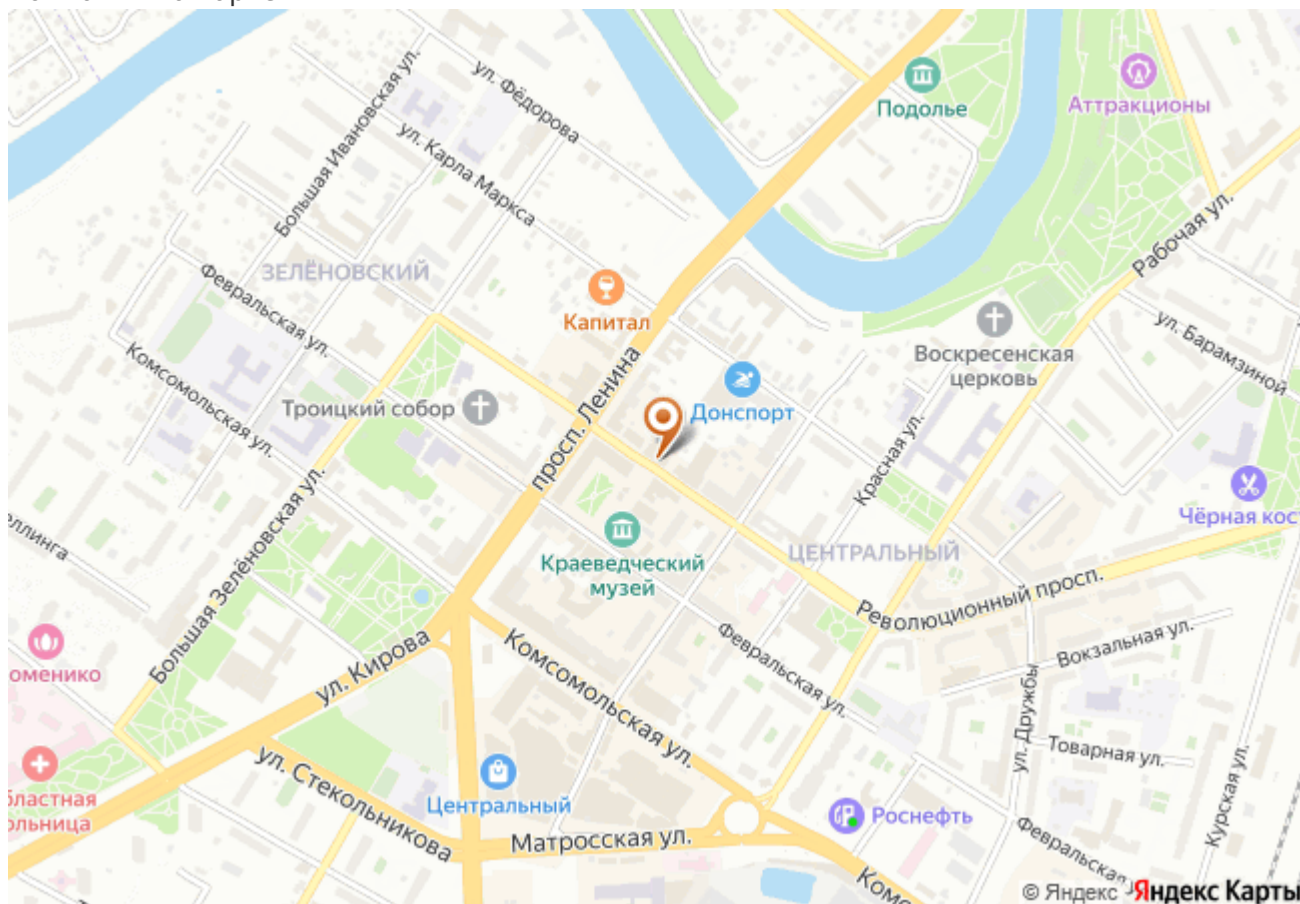 ул. Фёдорова
Большая Ивановская ул.
Подолье
Аттракционы
ул. Карла Маркса
Рабочая ул.
ЗЕЛЁНОВСКИЙ
Февральская ул.
Капитал
ул. Барамзиной
Воскресенская
церковь
Комсомольская ул.
Троицкий собор
просп. Ленина
Донспорт
Красная ул.
Чёрная кос
еллинга
Большая Зелёновская ул.
Краеведческий
музей
ЦЕНТРАЛЬНЫЙ
Революционный просп.
оменико
ул. Кирова
Комсомольская ул.
Февральская ул.
Вокзальная ул.
ул. Дружбы
Товарная ул.
бластная
ольница
ул. Стекольникова
Центральный
Матросская ул.
Роснефть
Курская ул.
Февральская у
Комс
© Яндекс Яндекс Карты